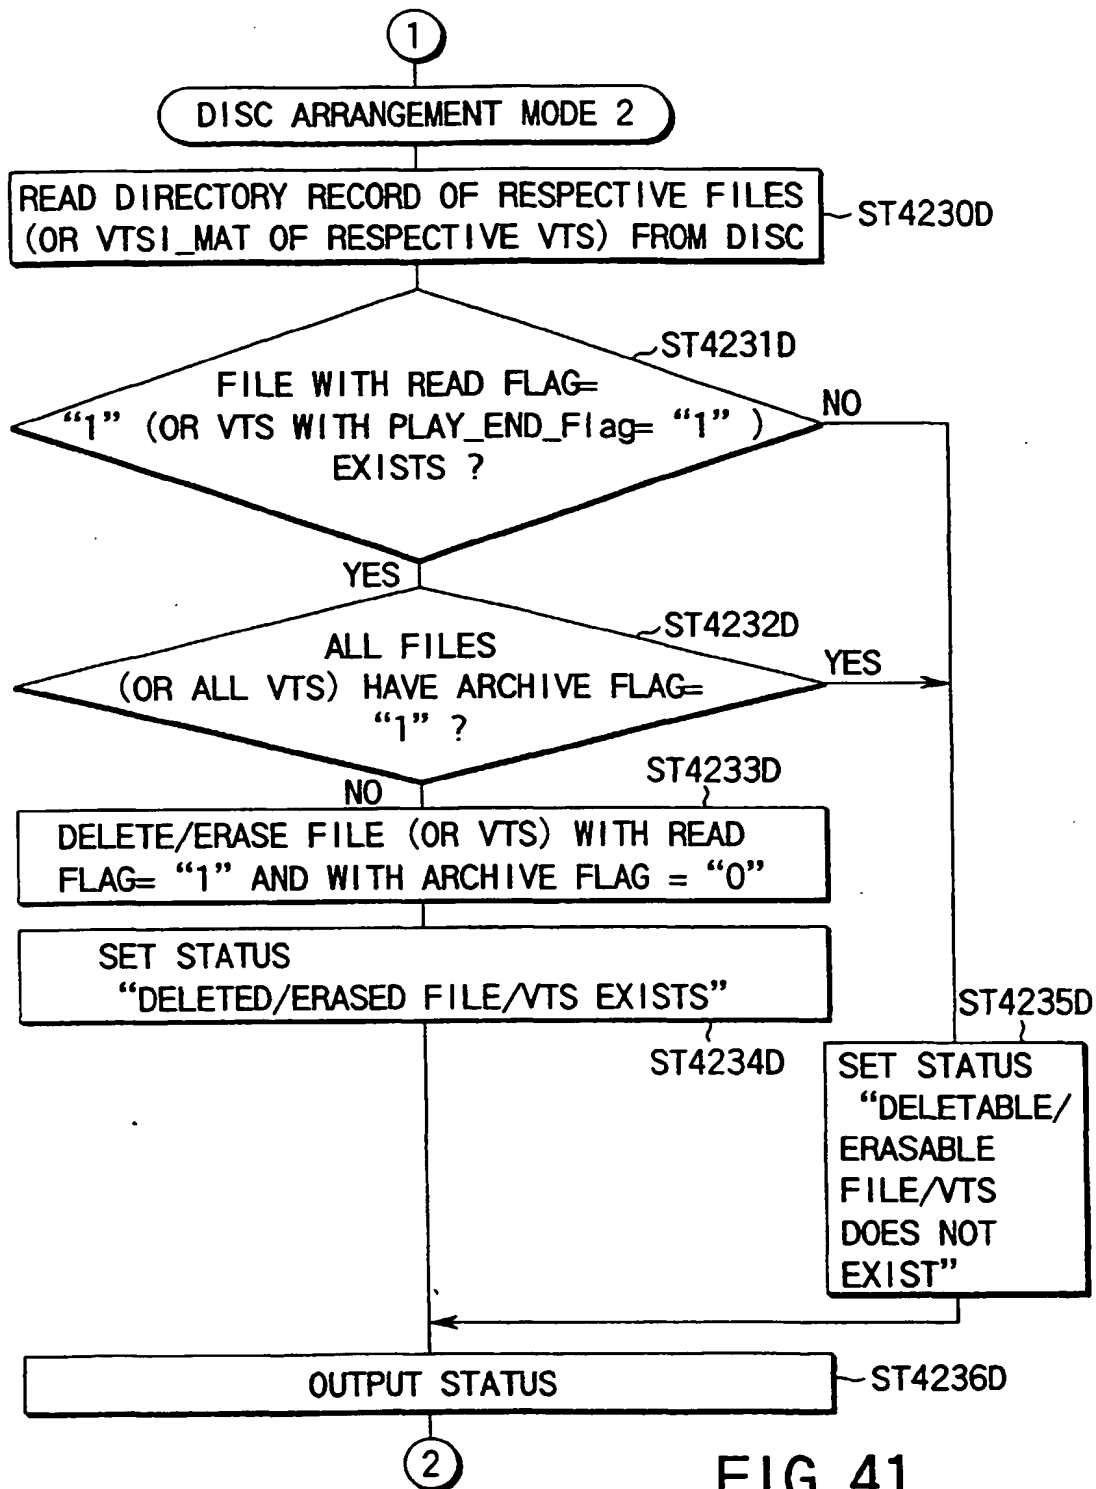 1
DISC ARRANGEMENT MODE 2
READ DIRECTORY RECORD OF RESPECTIVE FILES
(OR VTSI_MAT OF RESPECTIVE VTS) FROM DISC
ST4230D
ST4231D
FILE WITH READ FLAG=
“1” (OR VTS WITH PLAY_END_Flag= “1” )
EXISTS ?
NO
YES
ST4232D
ALL FILES
(OR ALL VTS) HAVE ARCHIVE FLAG=
“1” ?
YES
NO
ST4233D
DELETE/ERASE FILE (OR VTS) WITH READ
FLAG= “1” AND WITH ARCHIVE FLAG = “0”
SET STATUS
“DELETED/ERASED FILE/VTS EXISTS”
ST4234D
ST4235D
SET STATUS
“DELETABLE/
ERASABLE
FILE/VTS
DOES NOT
EXIST”
OUTPUT STATUS
ST4236D
2
FIG. 41